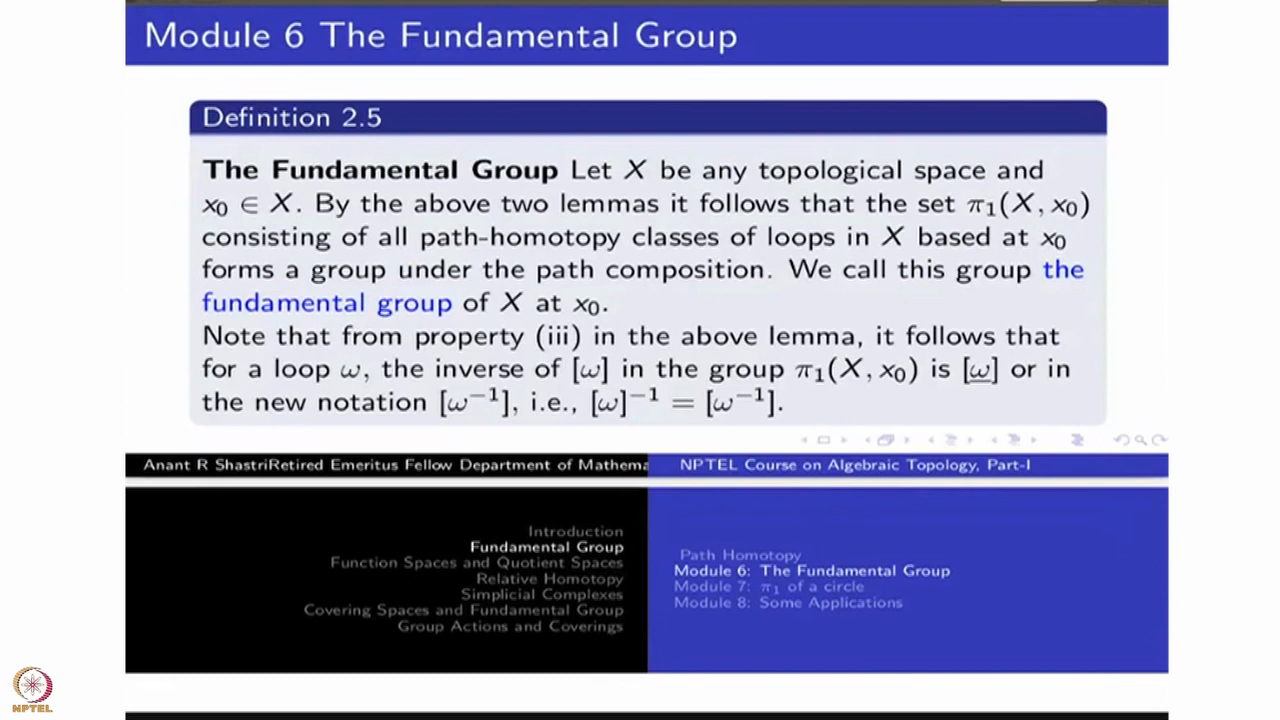 Module 6 The Fundamental Group
Definition 2.5
The Fundamental Group Let X be any topological space and
x₀ ∈ X. By the above two lemmas it follows that the set π₁(X, x₀)
consisting of all path-homotopy classes of loops in X based at x₀
forms a group under the path composition. We call this group the
fundamental group of X at x₀.
Note that from property (iii) in the above lemma, it follows that
for a loop ω, the inverse of [ω] in the group π₁(X, x₀) is [ω̲] or in
the new notation [ω⁻¹], i.e., [ω]⁻¹ = [ω⁻¹].
Anant R ShastriRetired Emeritus Fellow Department of Mathema
NPTEL Course on Algebraic Topology, Part-I
Introduction
Fundamental Group
Function Spaces and Quotient Spaces
Relative Homotopy
Simplicial Complexes
Covering Spaces and Fundamental Group
Group Actions and Coverings
Path Homotopy
Module 6: The Fundamental Group
Module 7: π₁ of a circle
Module 8: Some Applications
NPTEL